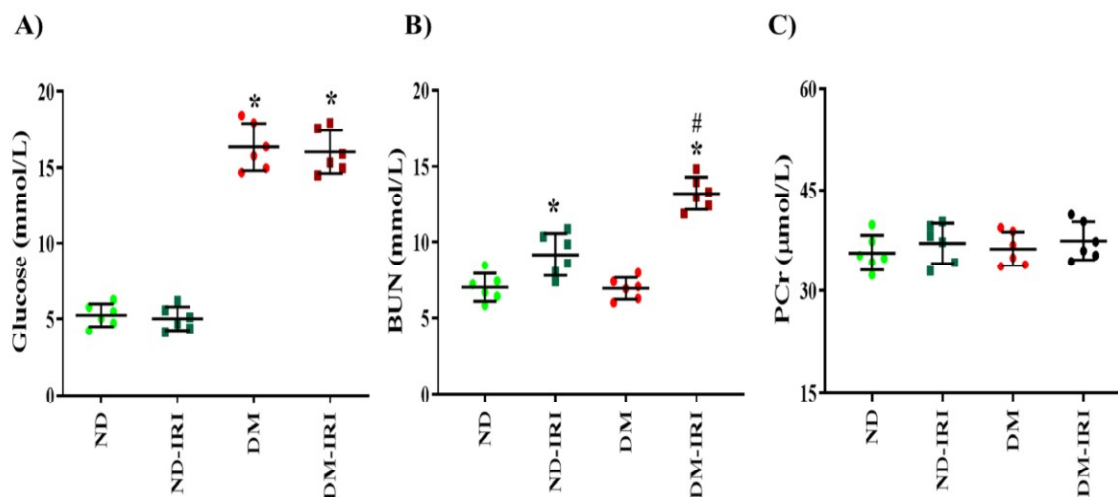 A)
Glucose (mmol/L)
20
15
10
5
0
*
*
ND
ND-IRI
DM
DM-IRI
B)
BUN (mmol/L)
20
15
10
5
0
*
#
*
ND
ND-IRI
DM
DM-IRI
C)
PCr (µmol/L)
60
45
30
15
ND
ND-IRI
DM
DM-IRI